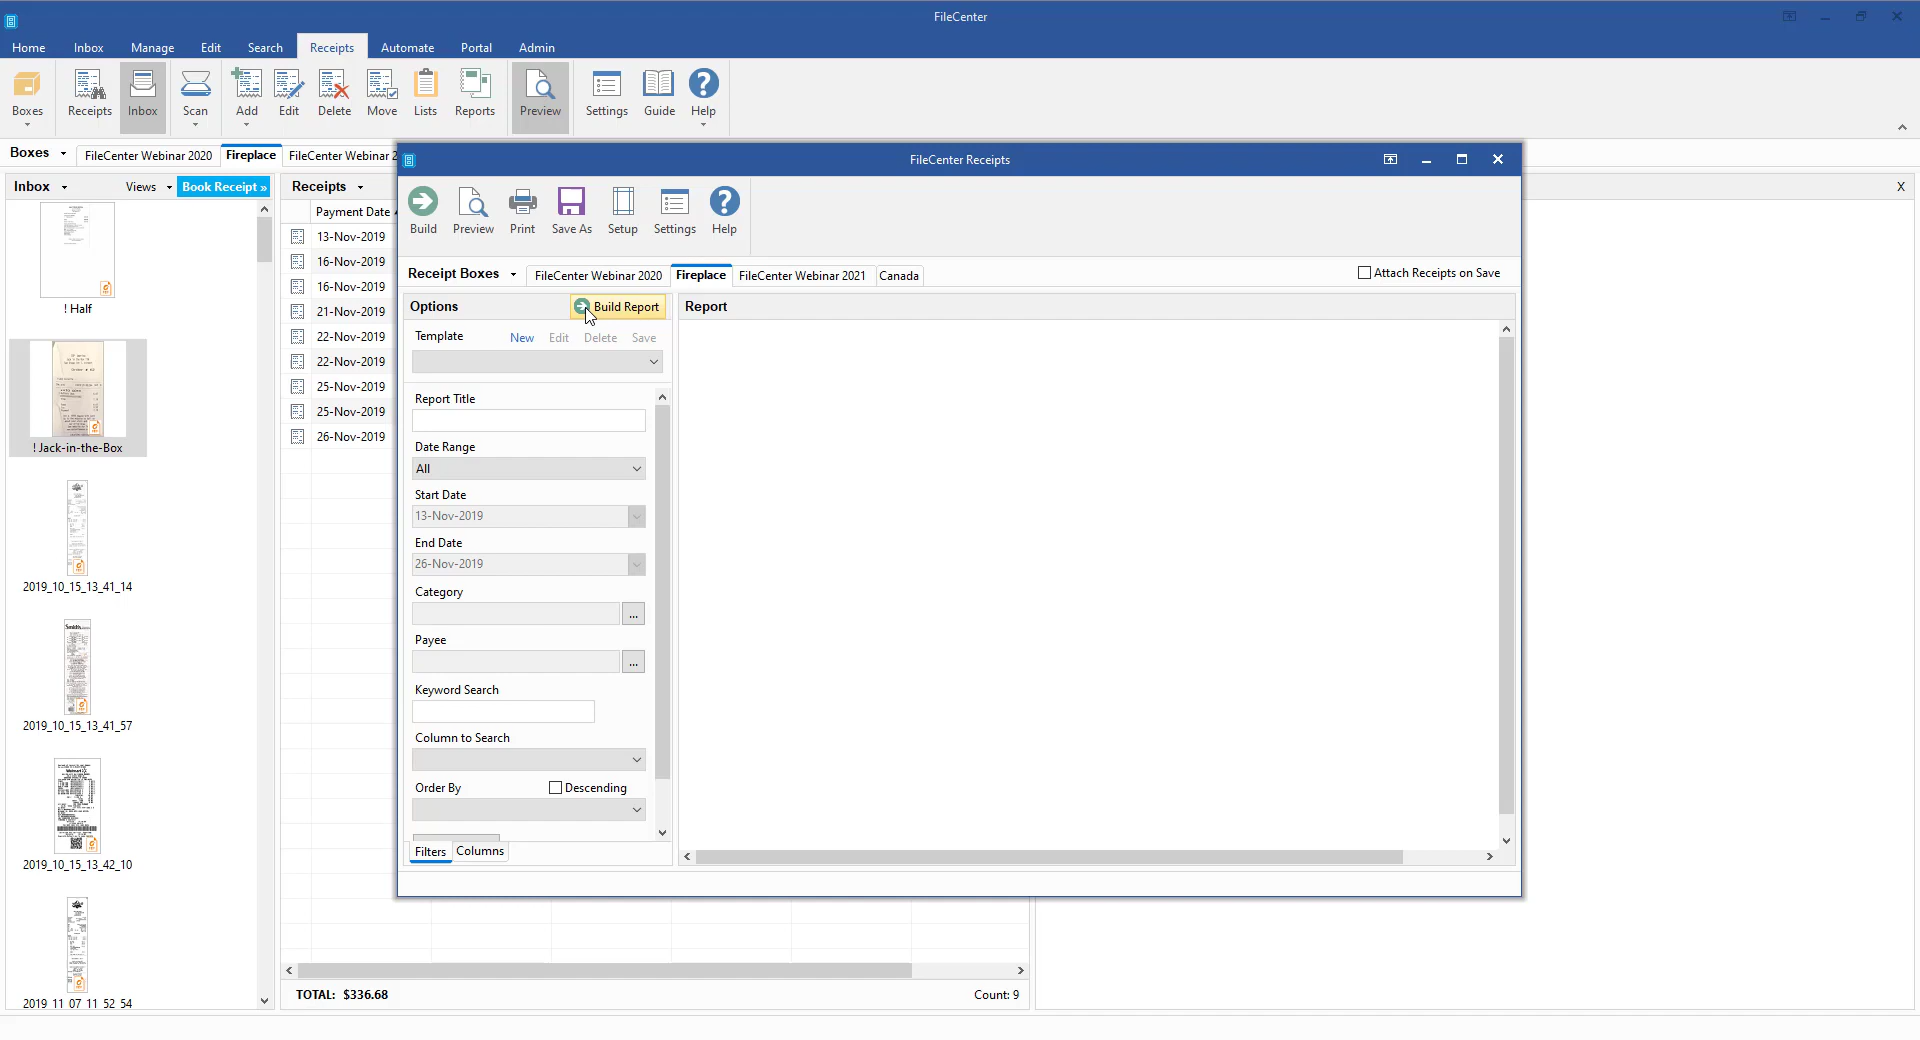 FileCenter
Home Inbox Manage Edit Search Receipts Automate Portal Admin
Boxes Receipts Inbox Scan Add Edit Delete Move Lists Reports Preview Settings Guide Help
Boxes FileCenter Webinar 2020 Fireplace FileCenter Webinar 2
Inbox Views Book Receipt »
! Half
! Jack-in-the-Box
2019_10_15_13_41_14
Smith's
2019_10_15_13_41_57
Walmart
2019_10_15_13_42_10
2019_11_07_11_52_54
Receipts
Payment Date
13-Nov-2019
16-Nov-2019
16-Nov-2019
21-Nov-2019
22-Nov-2019
22-Nov-2019
25-Nov-2019
25-Nov-2019
26-Nov-2019
TOTAL: $336.68 Count: 9
X
FileCenter Receipts
Build Preview Print Save As Setup Settings Help
Receipt Boxes FileCenter Webinar 2020 Fireplace FileCenter Webinar 2021 Canada Attach Receipts on Save
Options Build Report
Template New Edit Delete Save
Report Title
Date Range
All
Start Date
13-Nov-2019
End Date
26-Nov-2019
Category
...
Payee
...
Keyword Search
Column to Search
Order By Descending
Filters Columns
Report